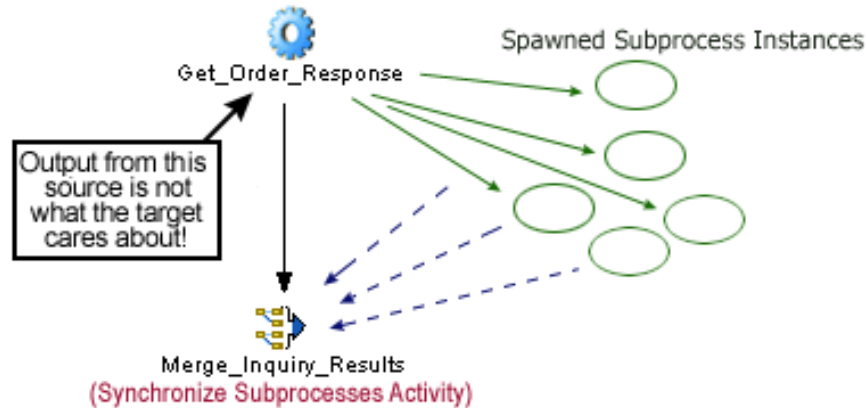 Spawned Subprocess Instances
Get_Order_Response
Output from this
source is not
what the target
cares about!
Merge_Inquiry_Results
(Synchronize Subprocesses Activity)